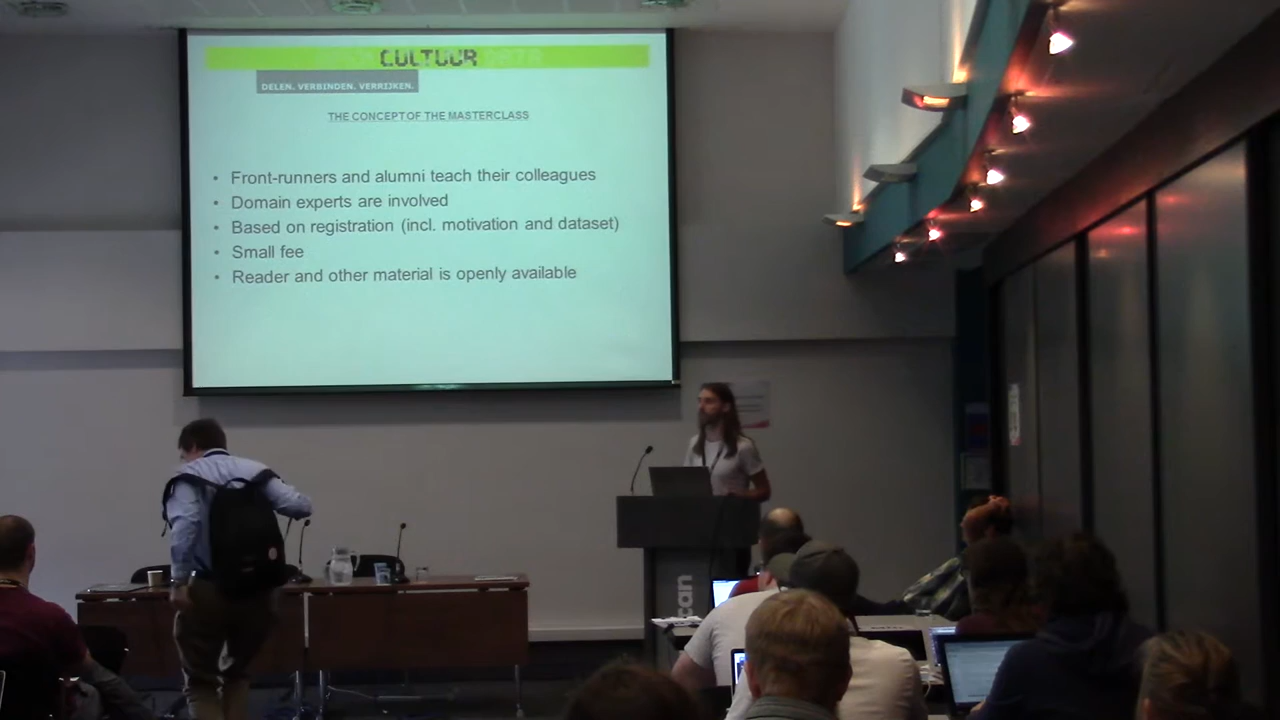 CULTUUR
DELEN. VERBINDEN. VERRIJKEN.
THE CONCEPT OF THE MASTERCLASS
• Front-runners and alumni teach their colleagues
• Domain experts are involved
• Based on registration (incl. motivation and dataset)
• Small fee
• Reader and other material is openly available
can